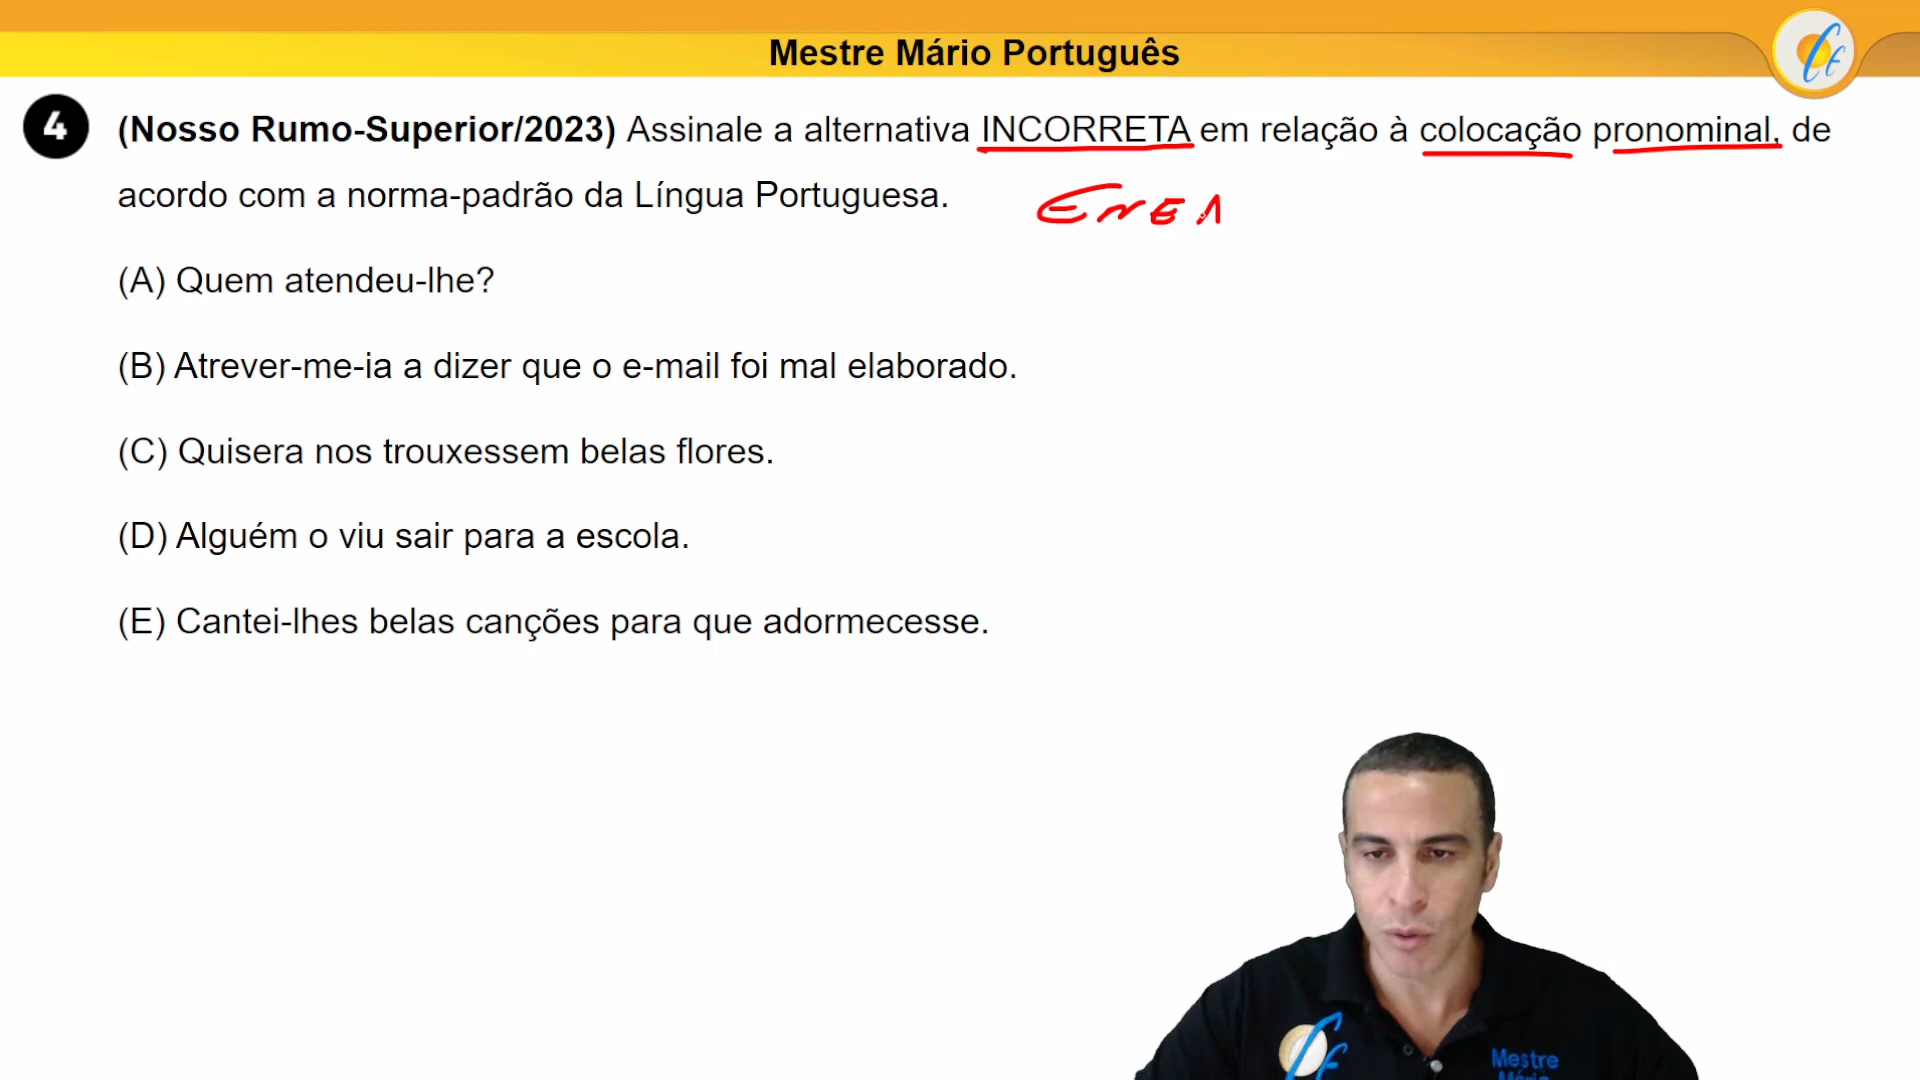 Mestre Mário Português
4
(Nosso Rumo-Superior/2023) Assinale a alternativa INCORRETA em relação à colocação pronominal, de
acordo com a norma-padrão da Língua Portuguesa.
(A) Quem atendeu-lhe?
(B) Atrever-me-ia a dizer que o e-mail foi mal elaborado.
(C) Quisera nos trouxessem belas flores.
(D) Alguém o viu sair para a escola.
(E) Cantei-lhes belas canções para que adormecesse.
Mestre
Mário